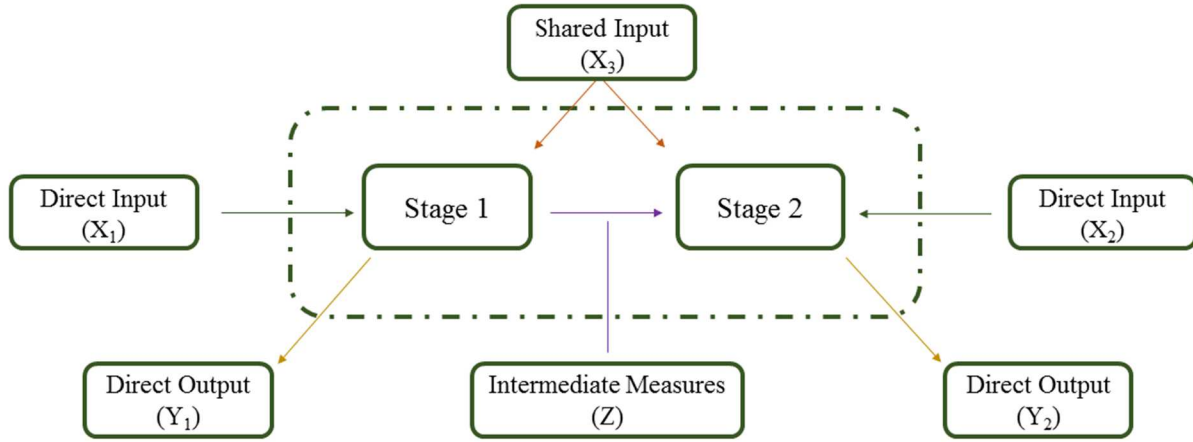 Shared Input
(X₃)
Direct Input
(X₁)
Stage 1
Stage 2
Direct Input
(X₂)
Direct Output
(Y₁)
Intermediate Measures
(Z)
Direct Output
(Y₂)